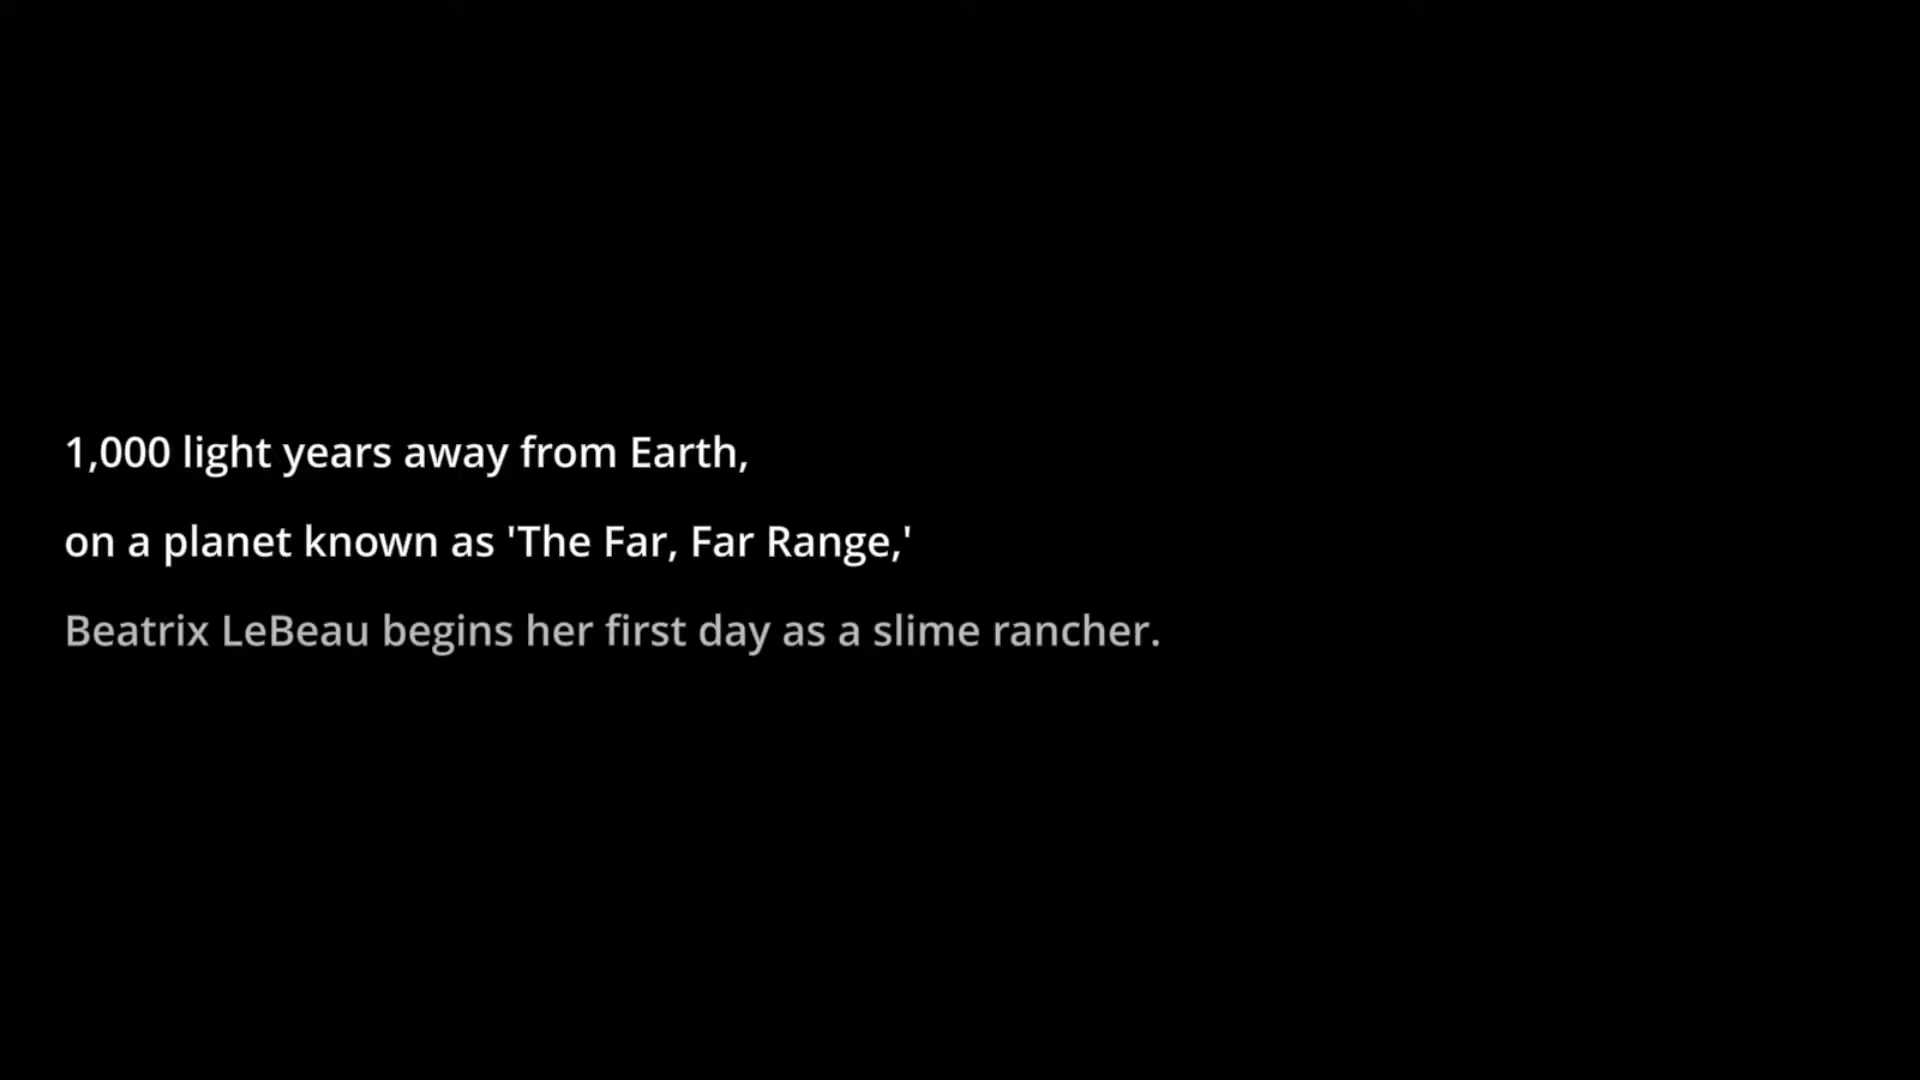 1,000 light years away from Earth,
on a planet known as 'The Far, Far Range,'
Beatrix LeBeau begins her first day as a slime rancher.